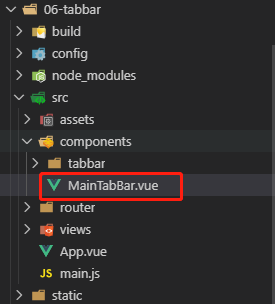 06-tabbar
build
config
node_modules
src
assets
components
tabbar
MainTabBar.vue
router
views
App.vue
JS main.js
static